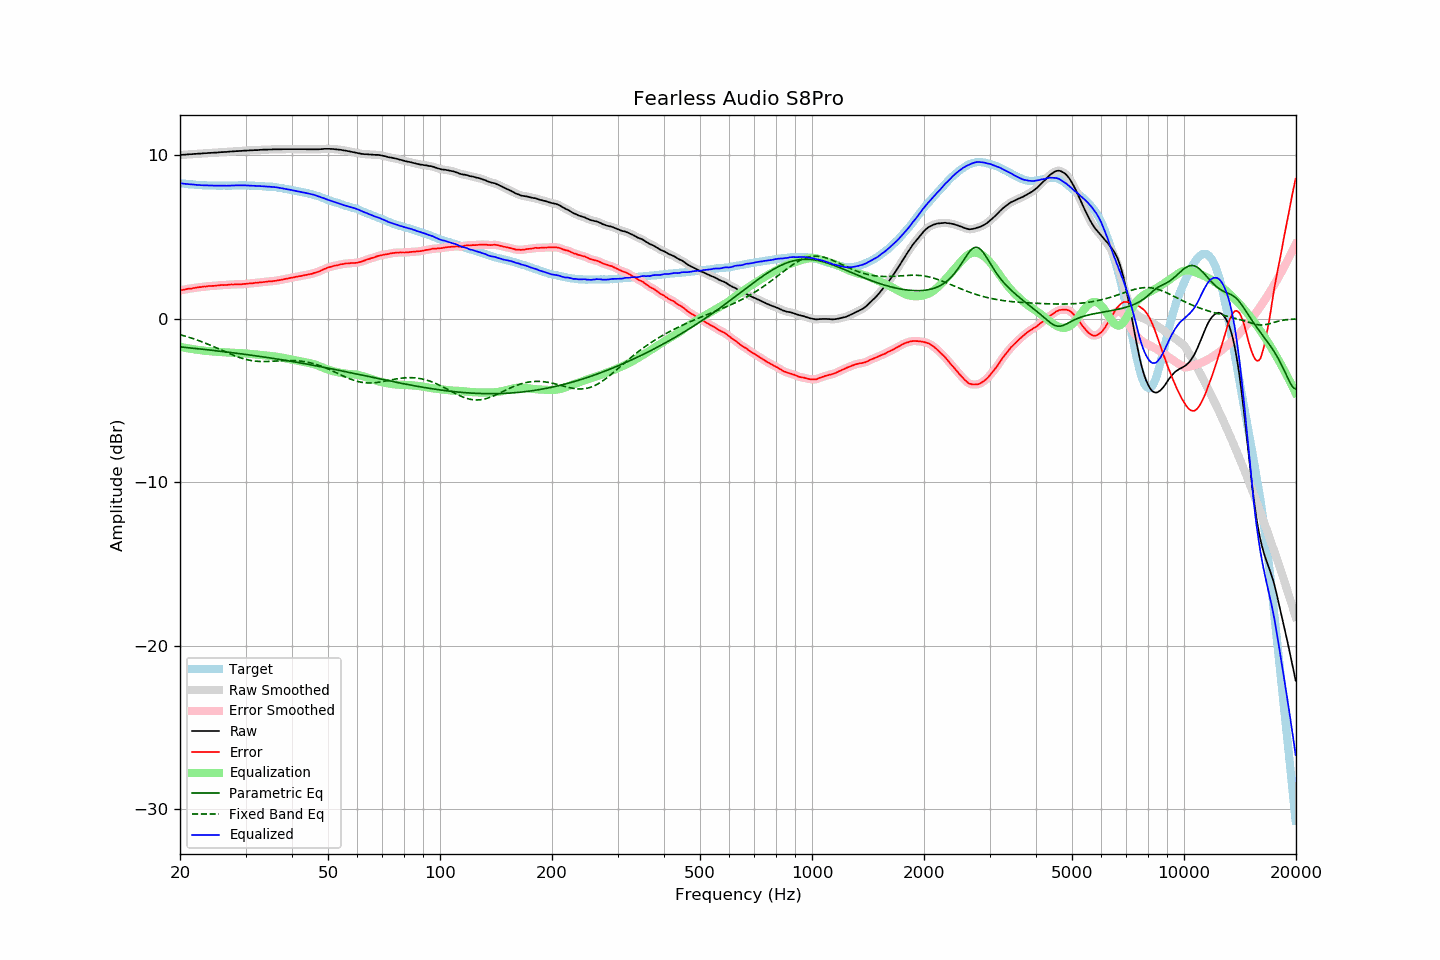 Fearless Audio S8Pro
Amplitude (dBr)
10
0
−10
−20
−30
Target
Raw Smoothed
Error Smoothed
Raw
Error
Equalization
Parametric Eq
Fixed Band Eq
Equalized
20 50 100 200 500 1000 2000 5000 10000 20000
Frequency (Hz)